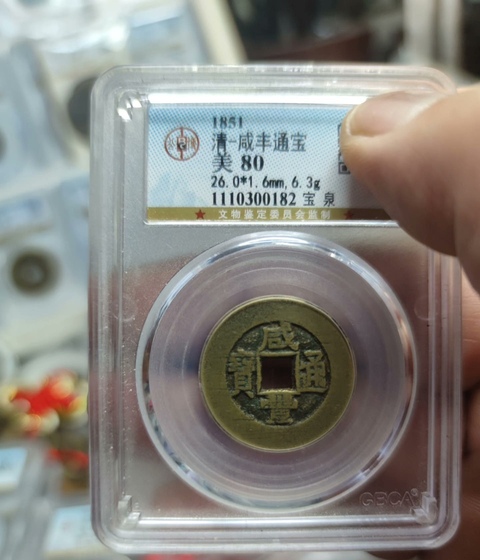 1851
清-咸丰通宝
美 80
26.0*1.6mm,6.3g
1110300182 宝 泉
★ 文物鉴定委员会监制 ★
咸
寶 通
豐
GBCA